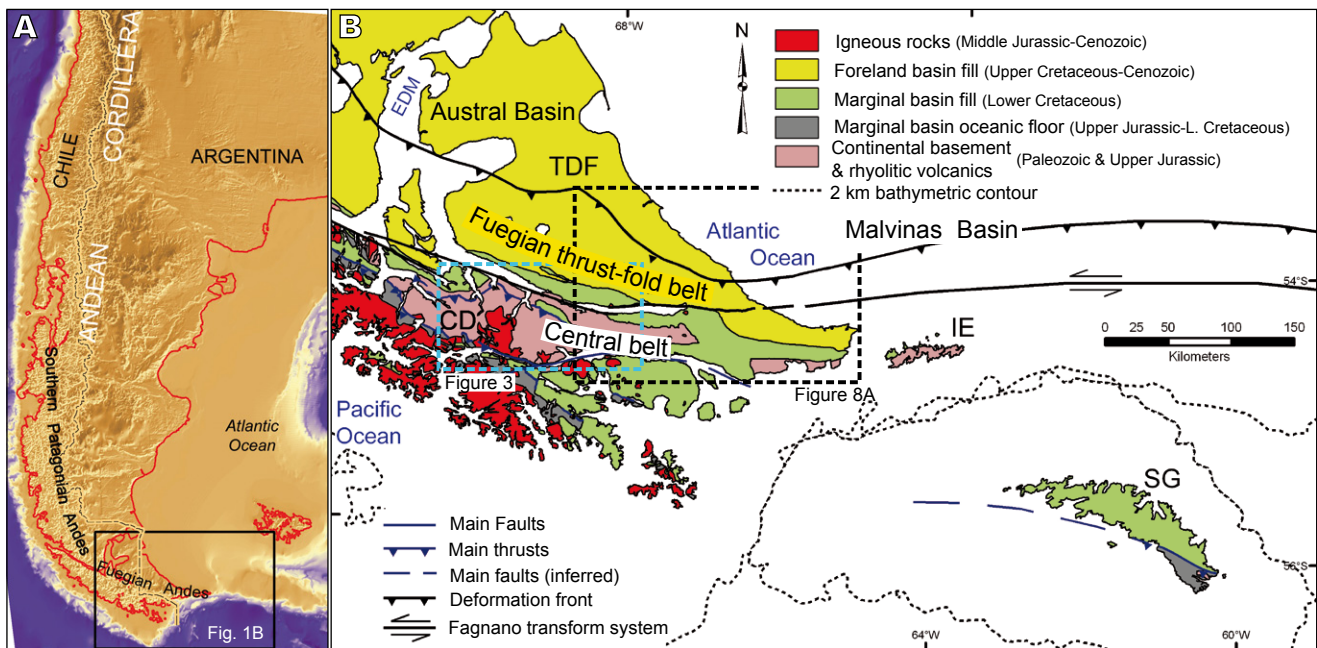 A
CHILE
CORDILLERA
ANDEAN
ARGENTINA
Southern Patagonian Andes
Atlantic
Ocean
Fuegian Andes
Fig. 1B
B
68°W
N
EDM
Austral Basin
TDF
Fuegian thrust-fold belt
Atlantic
Ocean
Malvinas Basin
54°S
CD
Central belt
Figure 3
Figure 8A
IE
Pacific
Ocean
SG
56°S
64°W
60°W
Igneous rocks (Middle Jurassic-Cenozoic)
Foreland basin fill (Upper Cretaceous-Cenozoic)
Marginal basin fill (Lower Cretaceous)
Marginal basin oceanic floor (Upper Jurassic-L. Cretaceous)
Continental basement
& rhyolitic volcanics (Paleozoic & Upper Jurassic)
2 km bathymetric contour
0 25 50 100 150
Kilometers
Main Faults
Main thrusts
Main faults (inferred)
Deformation front
Fagnano transform system